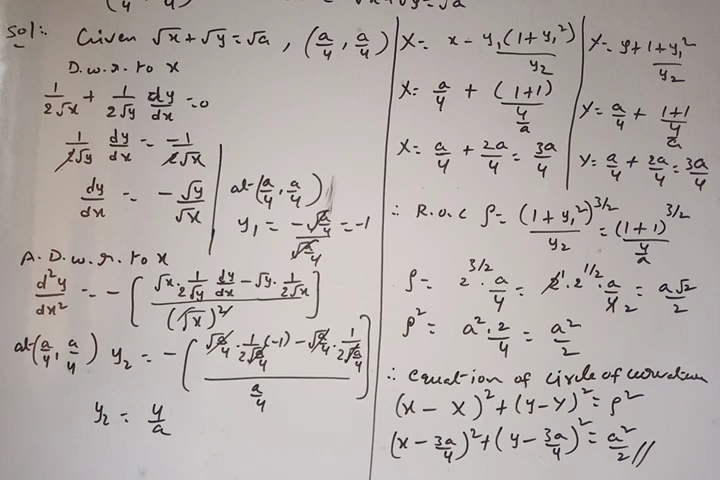 (a/4, a/4) √x+√y=√a
Sol:- Given √x+√y=√a, (a/4, a/4)
D.w.r.to x
1/2√x + 1/2√y dy/dx = 0
1/2√y dy/dx = -1/2√x
dy/dx = -√y/√x
at (a/4, a/4)
y₁ = -√a/4 / √a/4 = -1
A.D.w.r.to x
d²y/dx² = -[(√x·1/2√y dy/dx - √y·1/2√x)/(√x)²]
at (a/4, a/4) y₂ = -[(√a/4·1/2√a/4(-1) - √a/4·1/2√a/4)/(a/4)]
y₂ = 4/a
X = x - y₁(1+y₁²)/y₂
X = a/4 + (1+1)/(4/a)
X = a/4 + 2a/4 = 3a/4
Y = y + 1+y₁²/y₂
Y = a/4 + 1+1/(4/a)
Y = a/4 + 2a/4 = 3a/4
∴ R.o.c ρ = (1+y₁²)^3/2/y₂ = (1+1)^3/2/(4/a)
ρ = 2^3/2·a/4 = 2¹·2^1/2·a/4₂ = a√2/2
ρ² = a²·2/4 = a²/2
∴ equation of circle of curvature
(x-X)²+(y-Y)²=ρ²
(x-3a/4)²+(y-3a/4)²=a²/2//